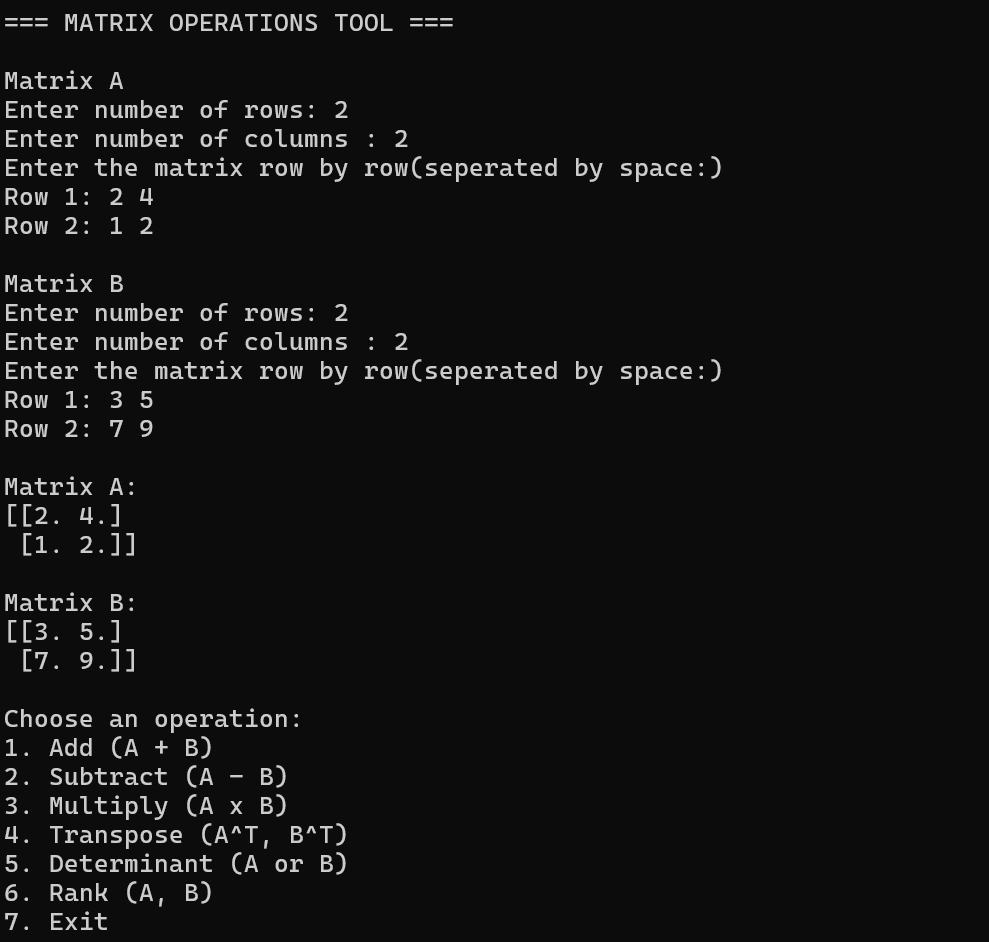 === MATRIX OPERATIONS TOOL ===
Matrix A
Enter number of rows: 2
Enter number of columns : 2
Enter the matrix row by row(seperated by space:)
Row 1: 2 4
Row 2: 1 2
Matrix B
Enter number of rows: 2
Enter number of columns : 2
Enter the matrix row by row(seperated by space:)
Row 1: 3 5
Row 2: 7 9
Matrix A:
[[2. 4.]
 [1. 2.]]
Matrix B:
[[3. 5.]
 [7. 9.]]
Choose an operation:
1. Add (A + B)
2. Subtract (A − B)
3. Multiply (A x B)
4. Transpose (A^T, B^T)
5. Determinant (A or B)
6. Rank (A, B)
7. Exit